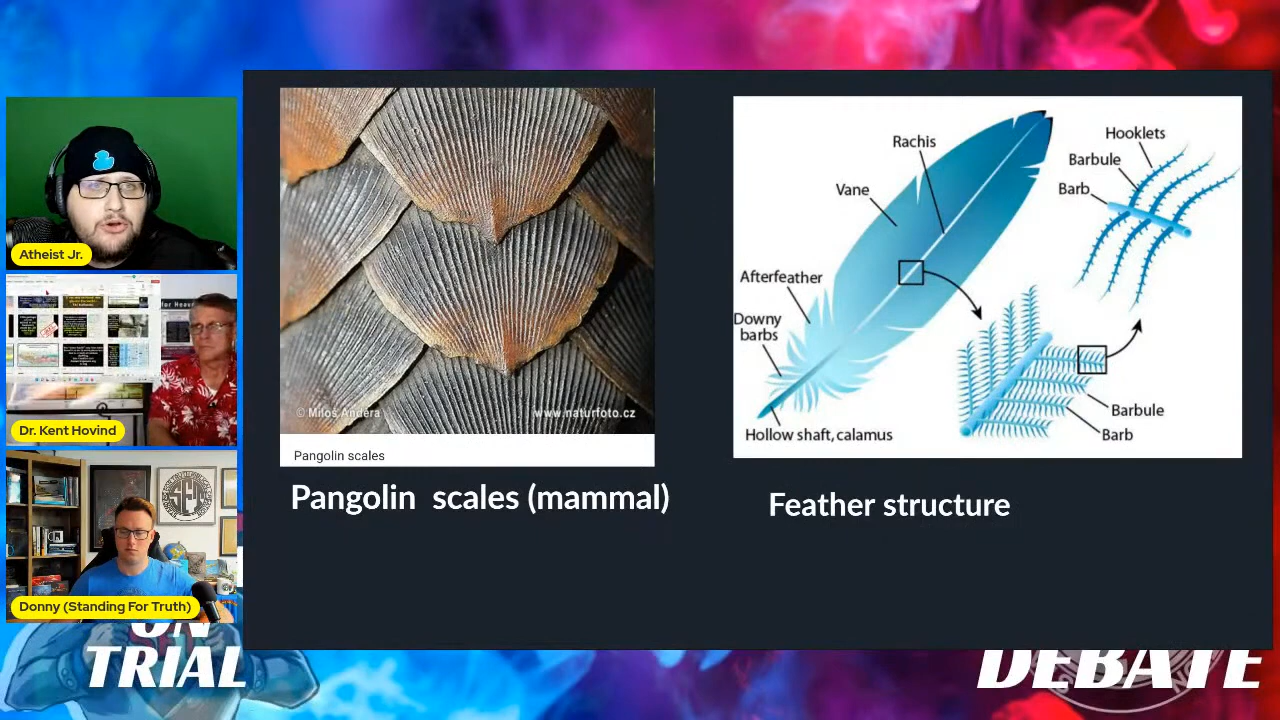 Atheist Jr.
Dr. Kent Hovind
Donny (Standing For Truth)
ON
TRIAL
© Miloš Anděra
www.naturfoto.cz
Pangolin scales
Pangolin scales (mammal)
Rachis
Vane
Afterfeather
Downy
barbs
Hollow shaft, calamus
Hooklets
Barbule
Barb
Barbule
Barb
Feather structure
DEBATE